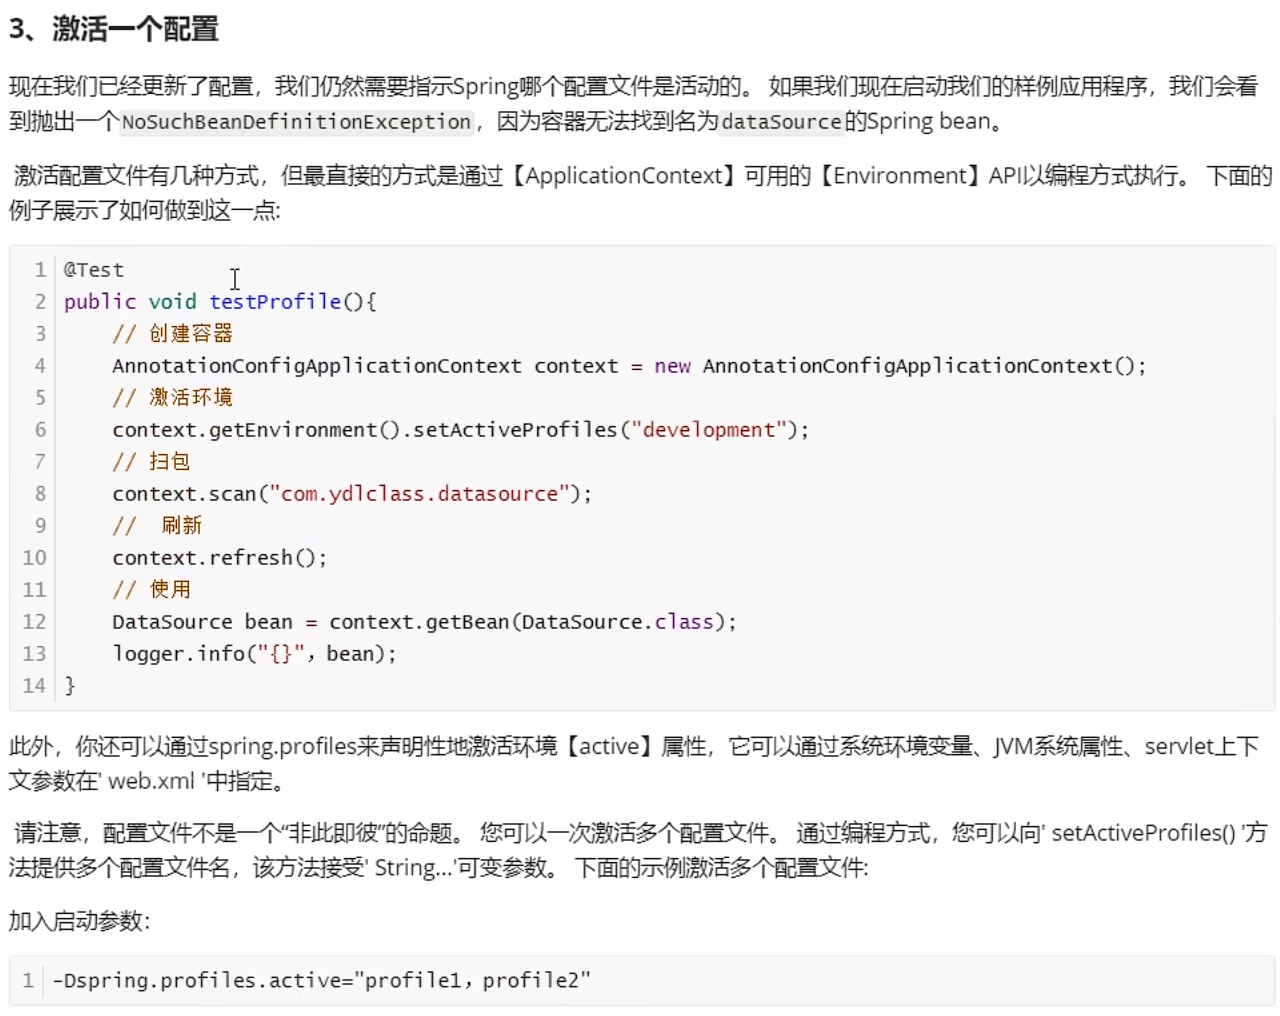 3、激活一个配置
现在我们已经更新了配置，我们仍然需要指示Spring哪个配置文件是活动的。 如果我们现在启动我们的样例应用程序，我们会看
到抛出一个NoSuchBeanDefinitionException，因为容器无法找到名为dataSource的Spring bean。
激活配置文件有几种方式，但最直接的方式是通过【ApplicationContext】可用的【Environment】API以编程方式执行。 下面的
例子展示了如何做到这一点:
1 @Test
2 public void testProfile(){
3     // 创建容器
4     AnnotationConfigApplicationContext context = new AnnotationConfigApplicationContext();
5     // 激活环境
6     context.getEnvironment().setActiveProfiles("development");
7     // 扫包
8     context.scan("com.ydlclass.datasource");
9     //  刷新
10     context.refresh();
11     // 使用
12     DataSource bean = context.getBean(DataSource.class);
13     logger.info("{}"，bean);
14 }
此外，你还可以通过spring.profiles来声明性地激活环境【active】属性，它可以通过系统环境变量、JVM系统属性、servlet上下
文参数在' web.xml '中指定。
请注意，配置文件不是一个“非此即彼”的命题。 您可以一次激活多个配置文件。 通过编程方式，您可以向' setActiveProfiles() '方
法提供多个配置文件名，该方法接受' String…'可变参数。 下面的示例激活多个配置文件:
加入启动参数:
1 -Dspring.profiles.active="profile1，profile2"